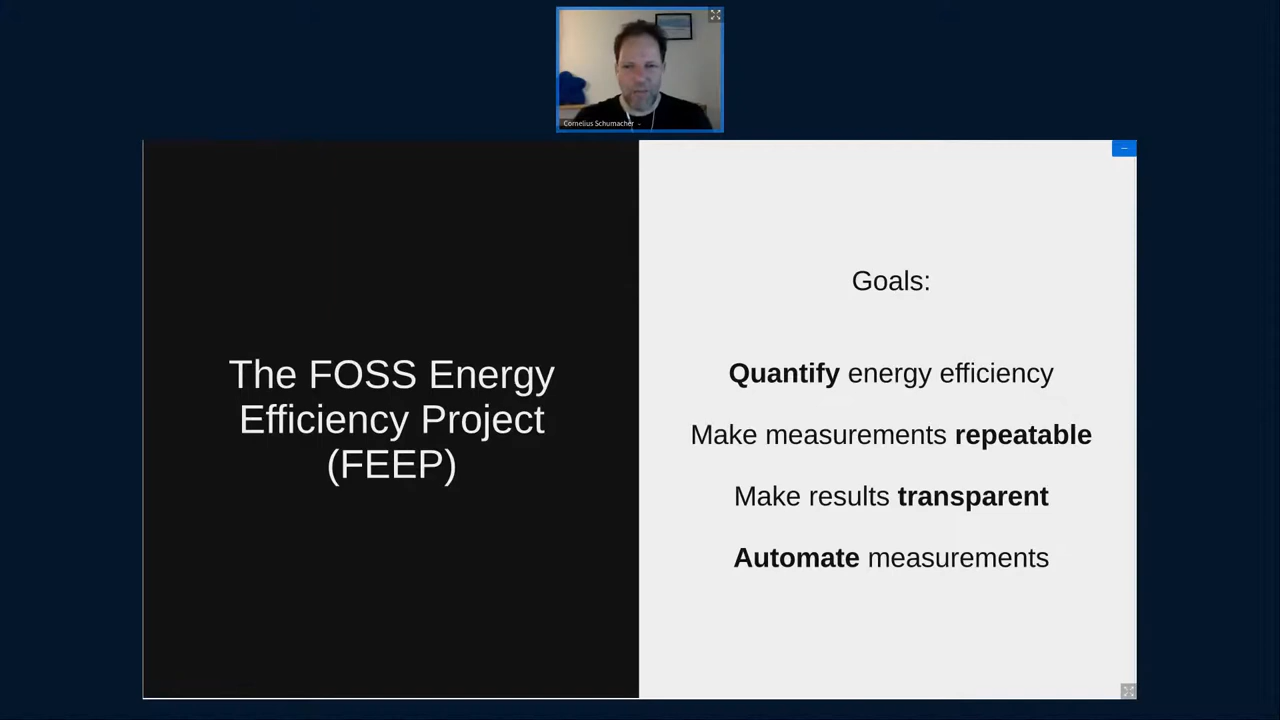 Cornelius Schumacher
The FOSS Energy
Efficiency Project
(FEEP)
Goals:
Quantify energy efficiency
Make measurements repeatable
Make results transparent
Automate measurements